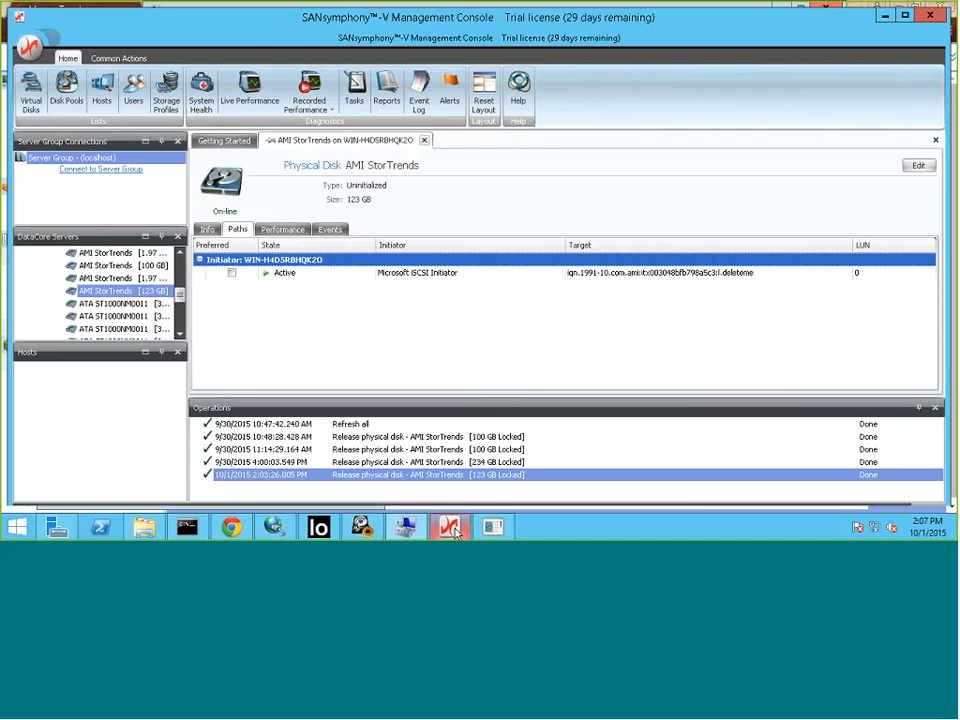 SANsymphony™-V Management Console Trial license (29 days remaining)
SANsymphony™-V Management Console Trial license (29 days remaining)
Home Common Actions
Virtual Disks Disk Pools Hosts Users Storage Profiles System Health Live Performance Recorded Performance Tasks Reports Event Log Alerts Reset Layout Help
Lists Diagnostics Layout Help
Server Group Connections
Server Group - (localhost)
Connect to Server Group
Getting Started AMI StorTrends on WIN-H4D5RBHQK2O
Physical Disk AMI StorTrends
Edit
Type: Uninitialized
Size: 123 GB
On-line
Info Paths Performance Events
DataCore Servers
AMI StorTrends [1.97 ...
AMI StorTrends [100 GB]
AMI StorTrends [1.97 ...
AMI StorTrends [123 GB]
ATA ST1000NM0011 [3...
ATA ST1000NM0011 [3...
ATA ST1000NM0011 [3...
Preferred State Initiator Target LUN
Initiator: WIN-H4D5RBHQK2O
Active Microsoft iSCSI Initiator iqn.1991-10.com.ami:itx003048bfb798a5c3:l.deleteme 0
Hosts
Operations
9/30/2015 10:47:42.240 AM Refresh all Done
9/30/2015 10:48:28.428 AM Release physical disk - AMI StorTrends [100 GB Locked] Done
9/30/2015 11:14:29.164 AM Release physical disk - AMI StorTrends [100 GB Locked] Done
9/30/2015 4:00:03.549 PM Release physical disk - AMI StorTrends [234 GB Locked] Done
10/1/2015 2:03:26.005 PM Release physical disk - AMI StorTrends [123 GB Locked] Done
Io
2:07 PM
10/1/2015